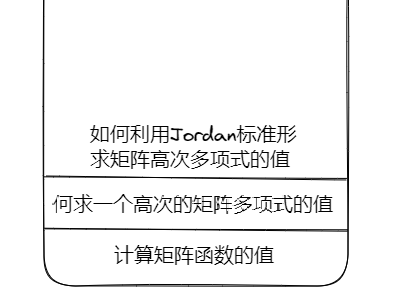 如何利用Jordan标准形
求矩阵高次多项式的值
何求一个高次的矩阵多项式的值
计算矩阵函数的值